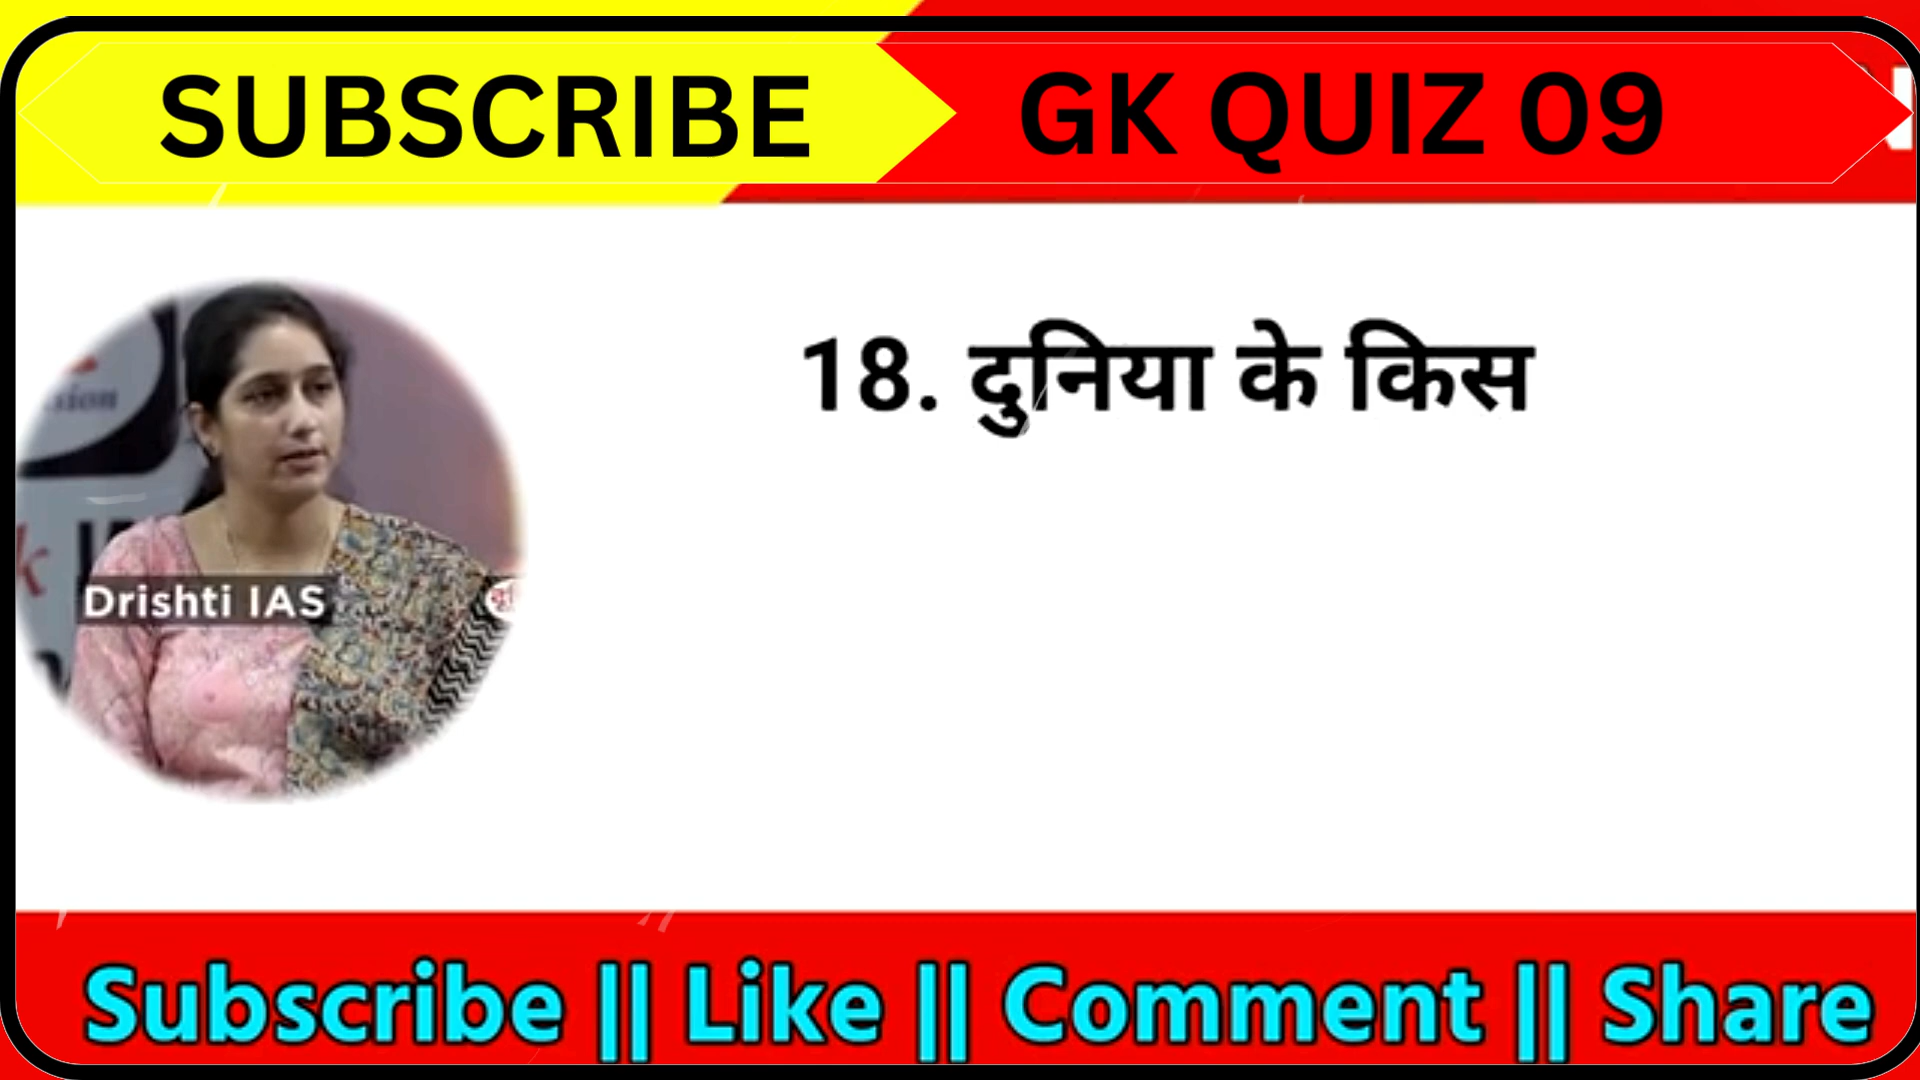 SUBSCRIBE
GK QUIZ 09
18. दुनिया के किस
Drishti IAS
Subscribe || Like || Comment || Share